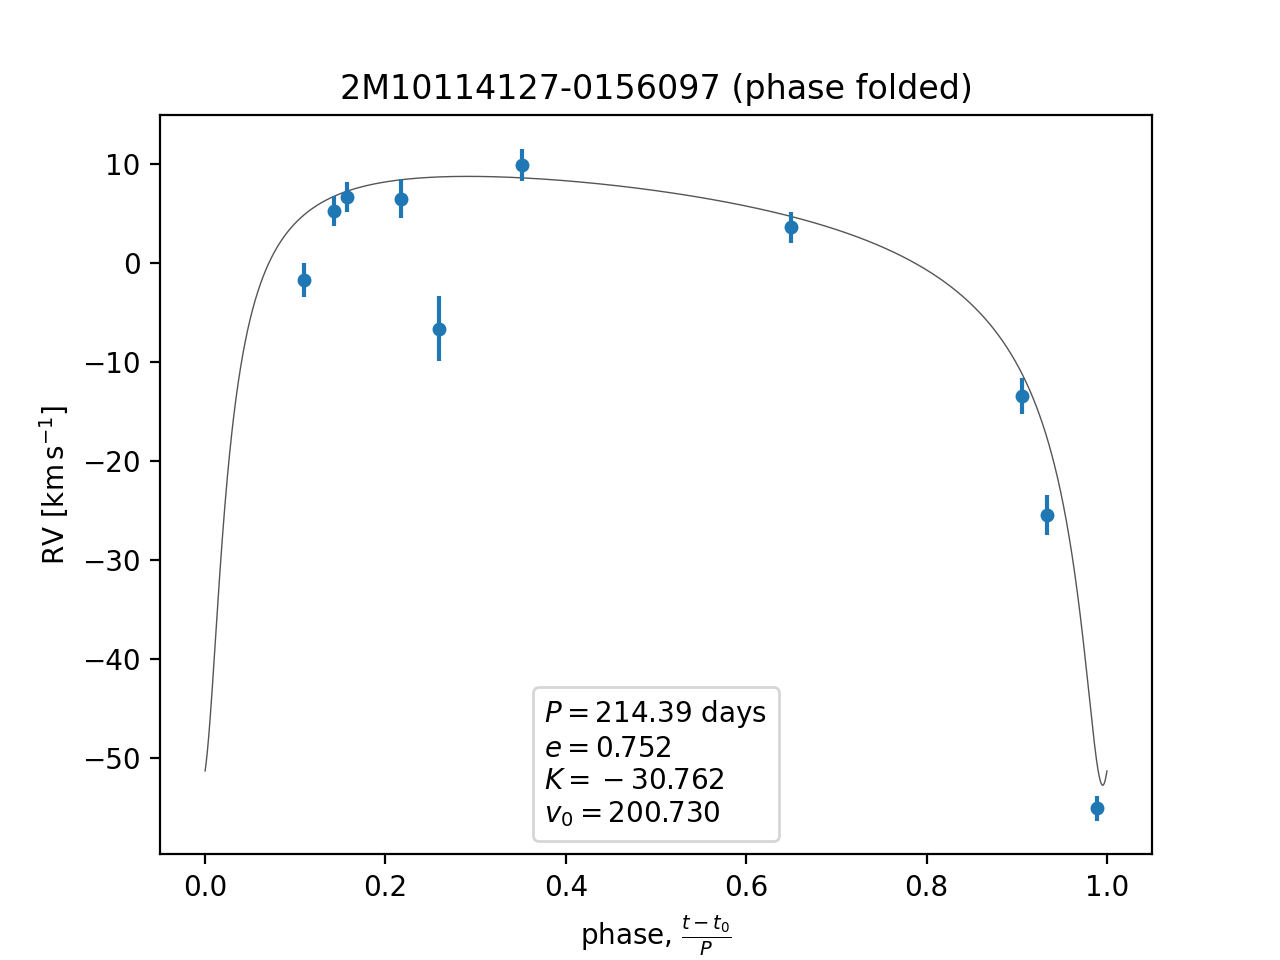 2M10114127-0156097 (phase folded)
10
0
−10
−20
−30
−40
−50
RV [km s⁻¹]
P = 214.39 days
e = 0.752
K = −30.762
v₀ = 200.730
0.0 0.2 0.4 0.6 0.8 1.0
phase, (t − t₀)/P